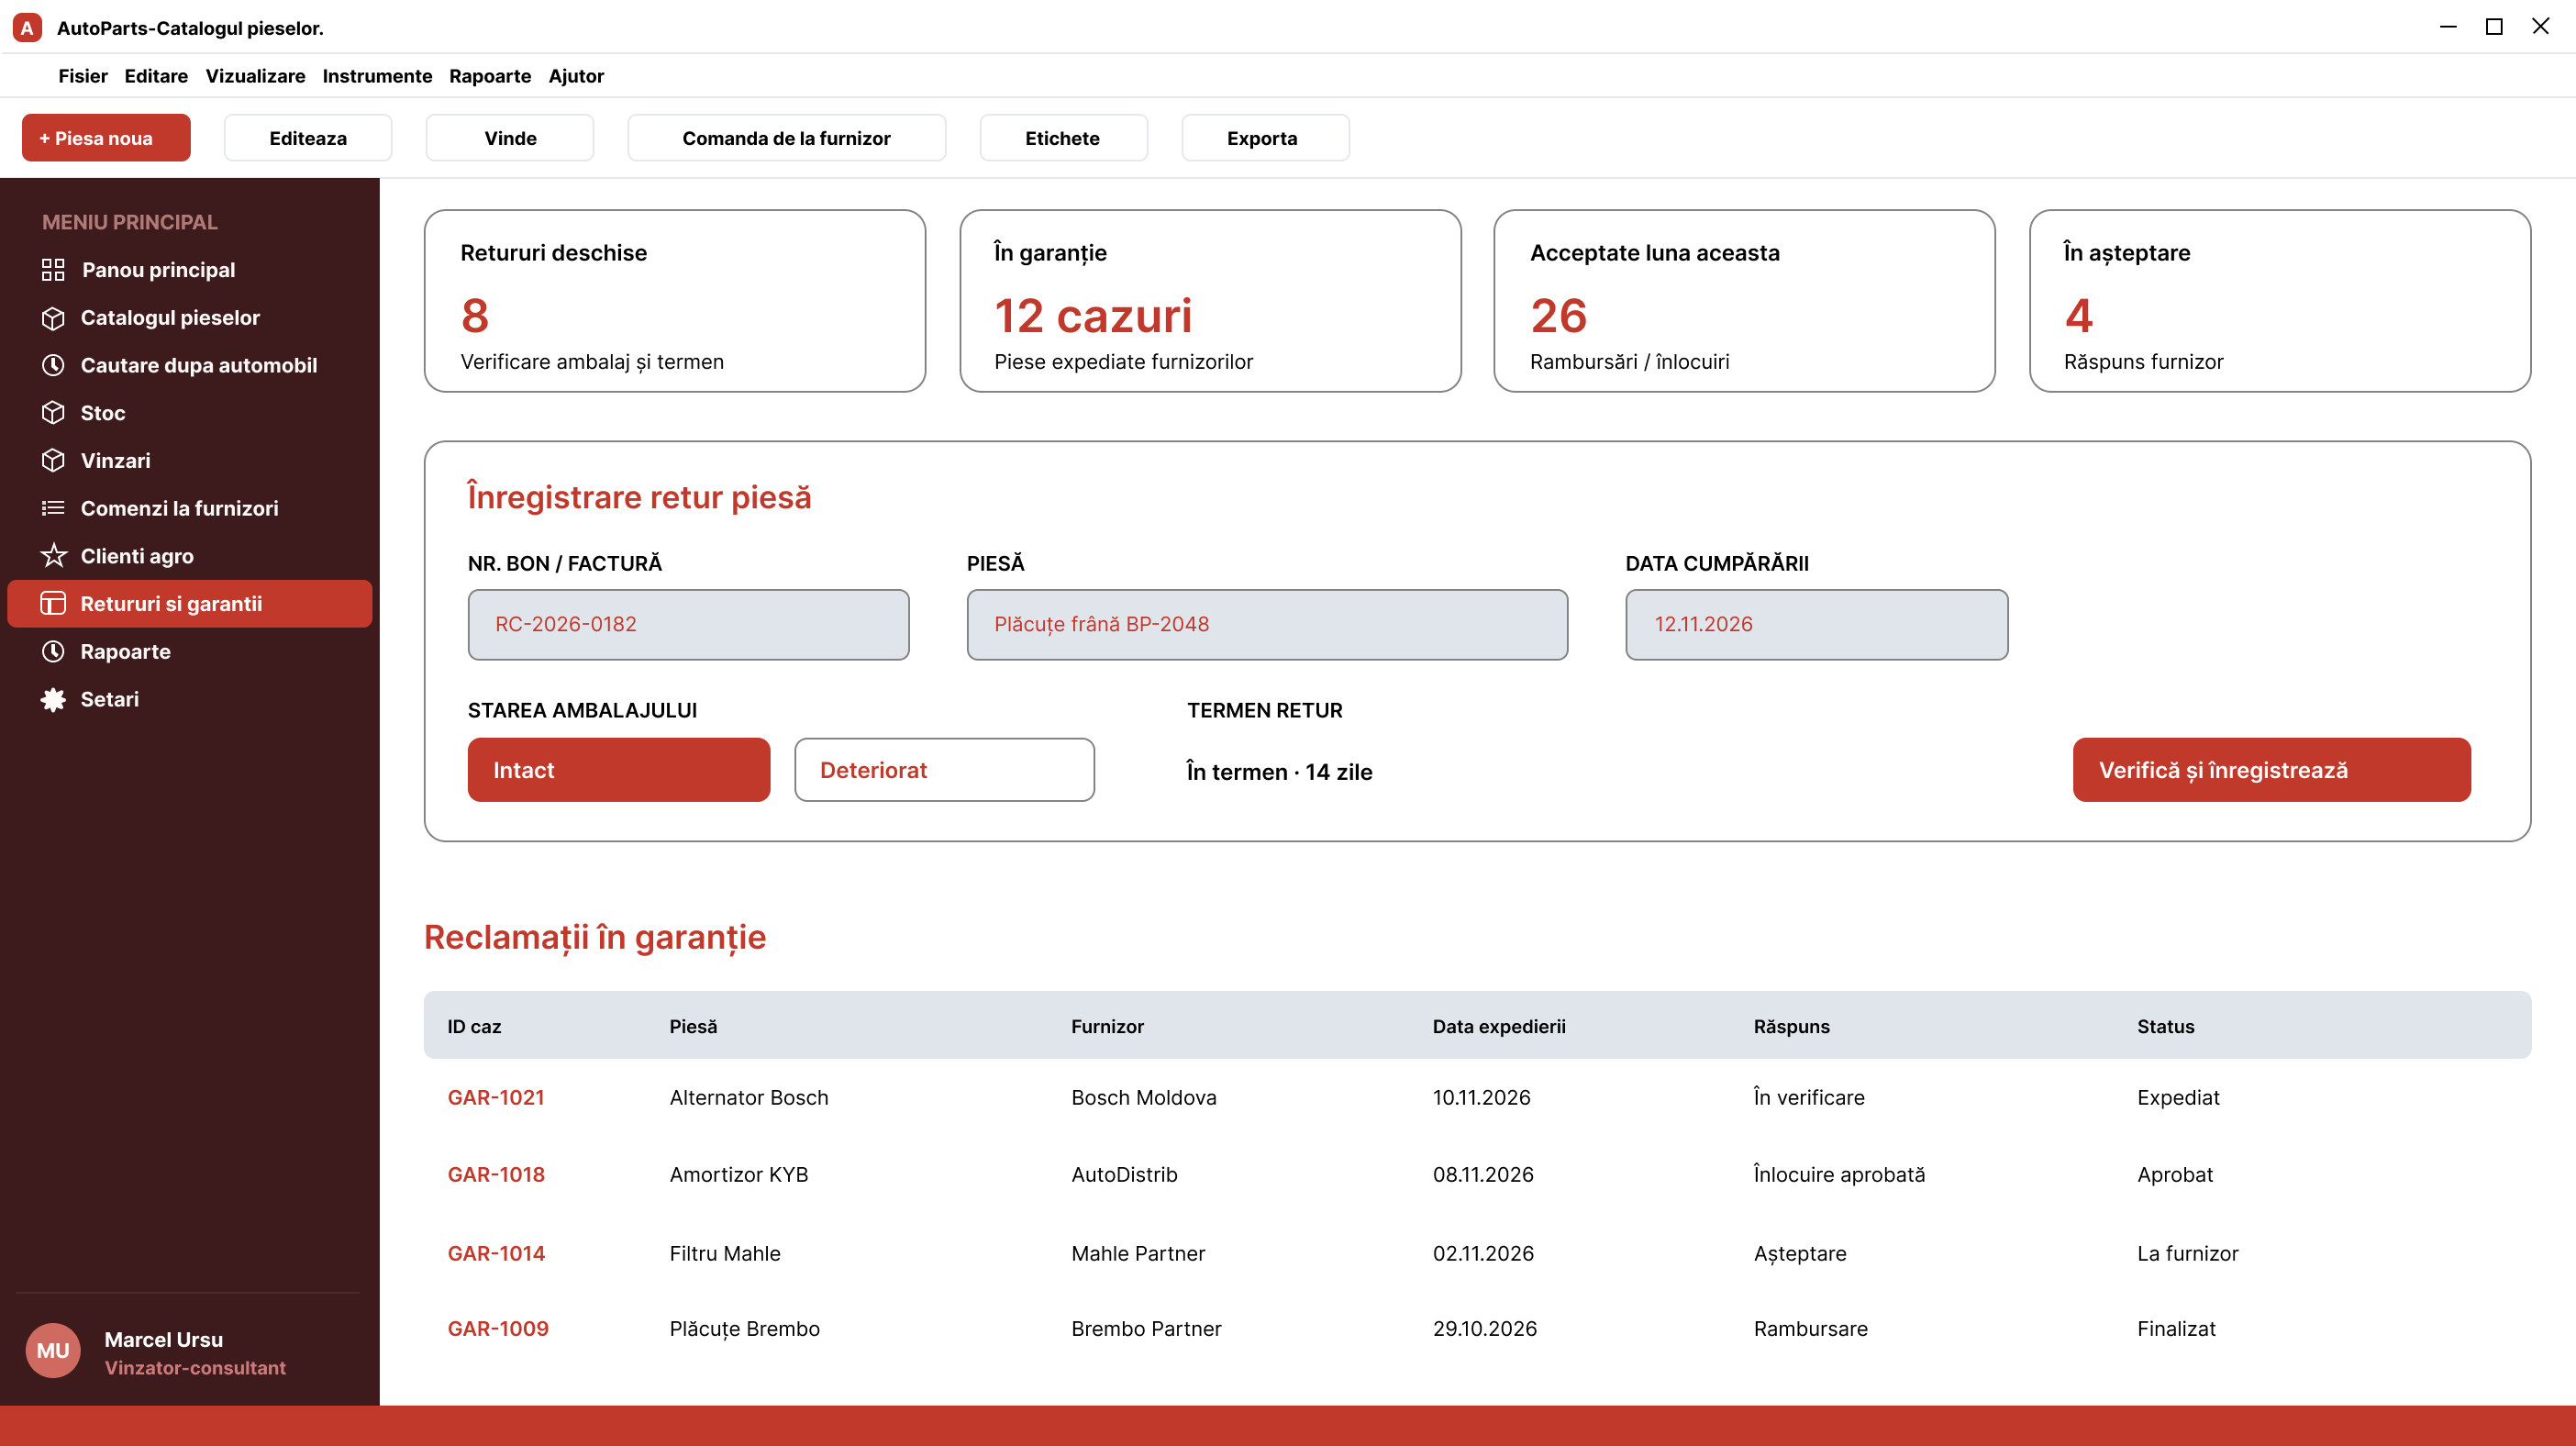 A AutoParts-Catalogul pieselor.
Fisier Editare Vizualizare Instrumente Rapoarte Ajutor
+ Piesa noua Editeaza Vinde Comanda de la furnizor Etichete Exporta
MENIU PRINCIPAL
Panou principal
Catalogul pieselor
Cautare dupa automobil
Stoc
Vinzari
Comenzi la furnizori
Clienti agro
Retururi si garantii
Rapoarte
Setari
MU
Marcel Ursu
Vinzator-consultant
Retururi deschise
8
Verificare ambalaj și termen
În garanție
12 cazuri
Piese expediate furnizorilor
Acceptate luna aceasta
26
Rambursări / înlocuiri
În așteptare
4
Răspuns furnizor
Înregistrare retur piesă
NR. BON / FACTURĂ PIESĂ DATA CUMPĂRĂRII
RC-2026-0182 Plăcuțe frână BP-2048 12.11.2026
STAREA AMBALAJULUI TERMEN RETUR
Intact Deteriorat În termen · 14 zile Verifică și înregistrează
Reclamații în garanție
ID caz Piesă Furnizor Data expedierii Răspuns Status
GAR-1021 Alternator Bosch Bosch Moldova 10.11.2026 În verificare Expediat
GAR-1018 Amortizor KYB AutoDistrib 08.11.2026 Înlocuire aprobată Aprobat
GAR-1014 Filtru Mahle Mahle Partner 02.11.2026 Așteptare La furnizor
GAR-1009 Plăcuțe Brembo Brembo Partner 29.10.2026 Rambursare Finalizat